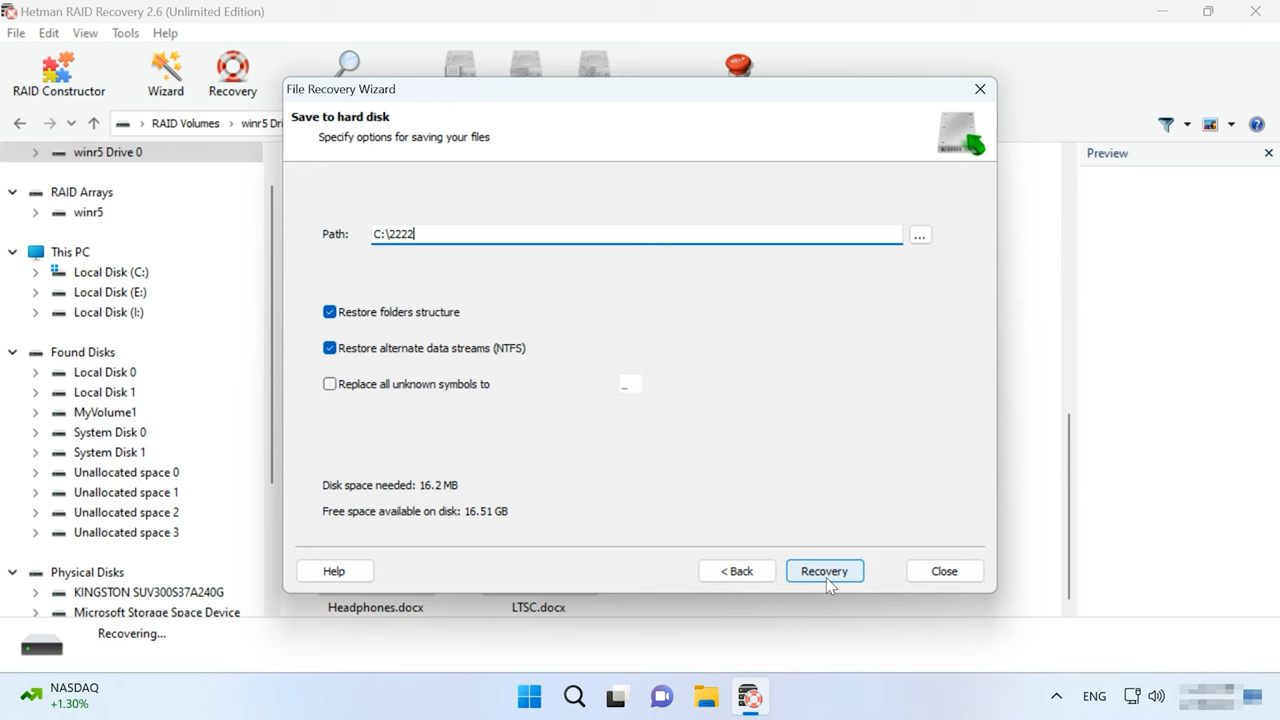 Hetman RAID Recovery 2.6 (Unlimited Edition)
File Edit View Tools Help
RAID Constructor Wizard Recovery
RAID Volumes > winr5 Dri
File Recovery Wizard
Save to hard disk
Specify options for saving your files
Path: C:\2222 ...
Restore folders structure
Restore alternate data streams (NTFS)
Replace all unknown symbols to _
Disk space needed: 16.2 MB
Free space available on disk: 16.51 GB
Help < Back Recovery Close
winr5 Drive 0
RAID Arrays
winr5
This PC
Local Disk (C:)
Local Disk (E:)
Local Disk (I:)
Found Disks
Local Disk 0
Local Disk 1
MyVolume1
System Disk 0
System Disk 1
Unallocated space 0
Unallocated space 1
Unallocated space 2
Unallocated space 3
Physical Disks
KINGSTON SUV300S37A240G
Microsoft Storage Space Device
Headphones.docx LTSC.docx
Preview
Recovering...
NASDAQ
+1.30%
ENG